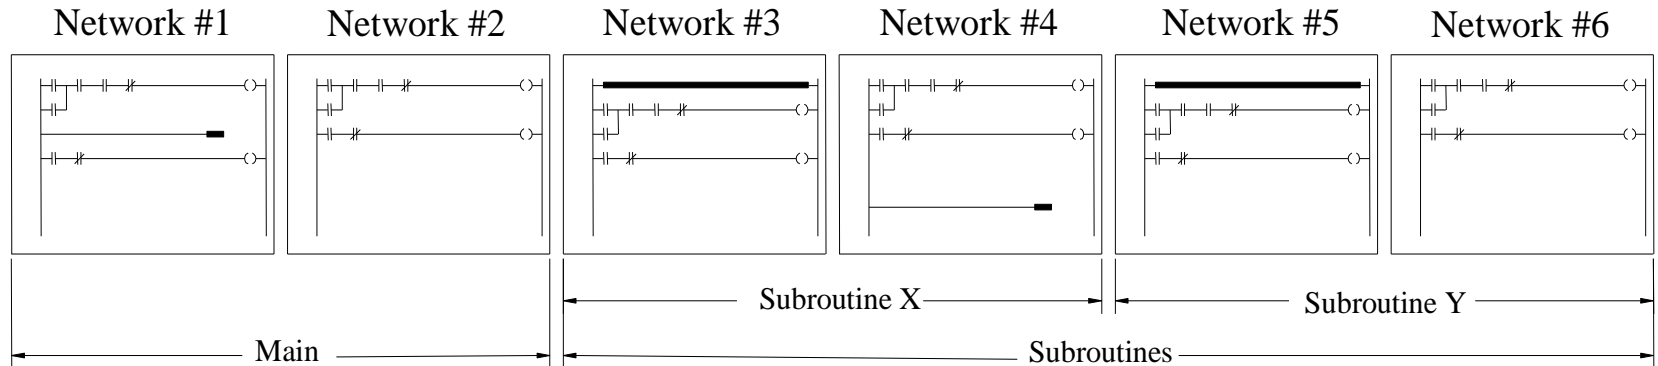 Network #1 Network #2 Network #3 Network #4 Network #5 Network #6
Subroutine X Subroutine Y
Main Subroutines